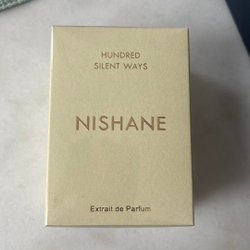 HUNDRED
SILENT WAYS
NISHANE
Extrait de Parfum